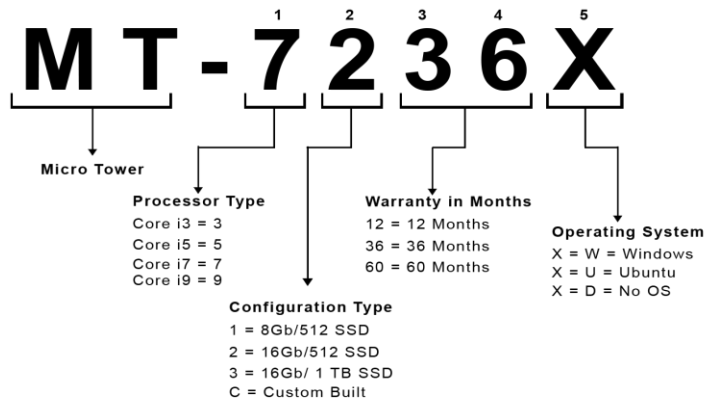 1 2 3 4 5
MT-7236X
Micro Tower
Processor Type
Core i3 = 3
Core i5 = 5
Core i7 = 7
Core i9 = 9
Configuration Type
1 = 8Gb/512 SSD
2 = 16Gb/512 SSD
3 = 16Gb/ 1 TB SSD
C = Custom Built
Warranty in Months
12 = 12 Months
36 = 36 Months
60 = 60 Months
Operating System
X = W = Windows
X = U = Ubuntu
X = D = No OS